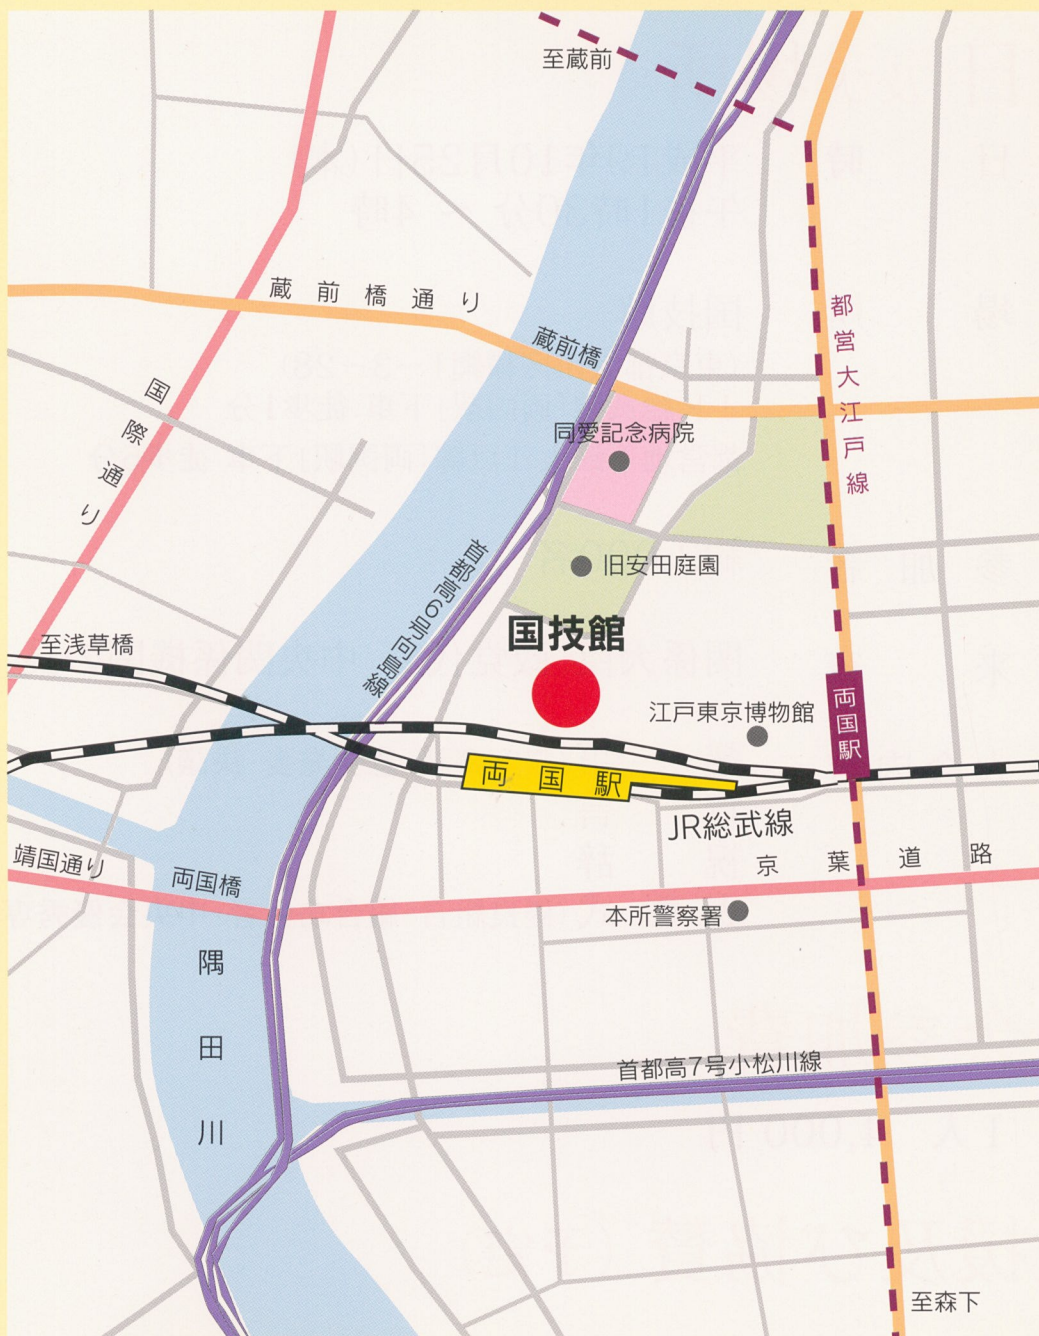 至蔵前
蔵前橋通り
蔵前橋
都営大江戸線
国際通り
同愛記念病院
首都高6号向島線
旧安田庭園
国技館
至浅草橋
江戸東京博物館
両国駅
両国駅
JR総武線
靖国通り
両国橋
京葉道路
本所警察署
隅田川
首都高7号小松川線
至森下